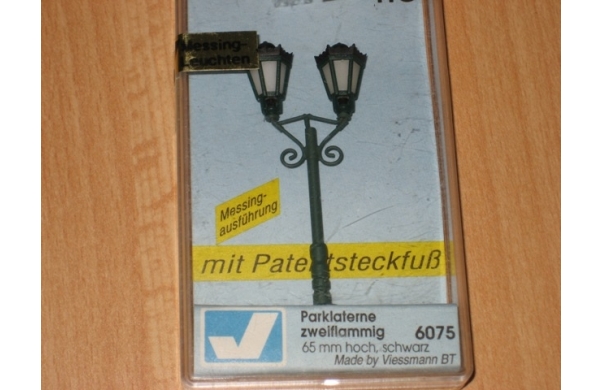 Messing-
Leuchten
Messing-
ausführung
mit Patentsteckfuß
Parklaterne
zweiflammig 6075
65 mm hoch, schwarz
Made by Viessmann BT